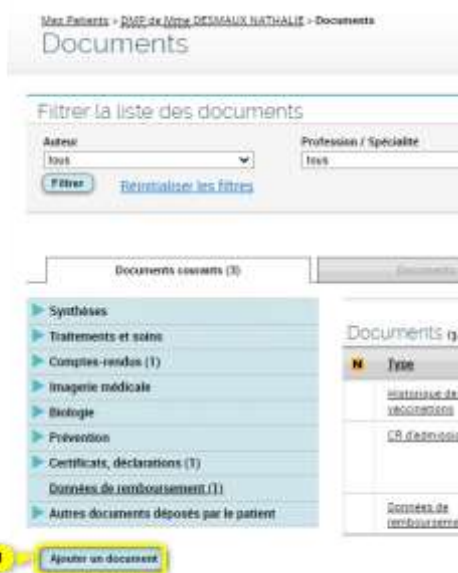 Mes Patients > DMP de Mme DESMAUX NATHALIE > Documents
Documents
Filtrer la liste des documents
Auteur
Profession / Spécialité
tous
tous
Filtrer
Réinitialiser les filtres
Documents courants (3)
Documents
Synthèses
Traitements et soins
Comptes-rendus (1)
Imagerie médicale
Biologie
Prévention
Certificats, déclarations (1)
Données de remboursement (1)
Autres documents déposés par le patient
Documents (3
N
Type
Historique de
vaccinations
Données de
Ajouter un document